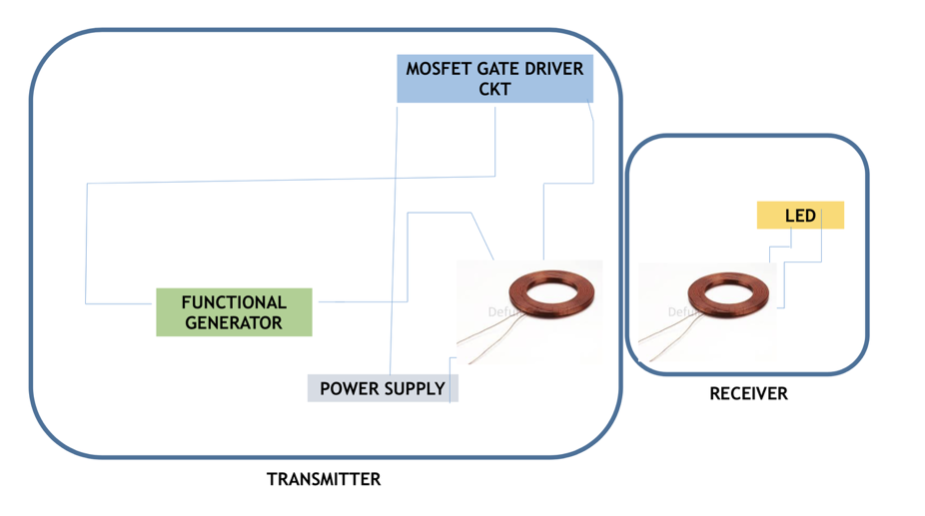 MOSFET GATE DRIVER
CKT
LED
FUNCTIONAL
GENERATOR
POWER SUPPLY
RECEIVER
TRANSMITTER